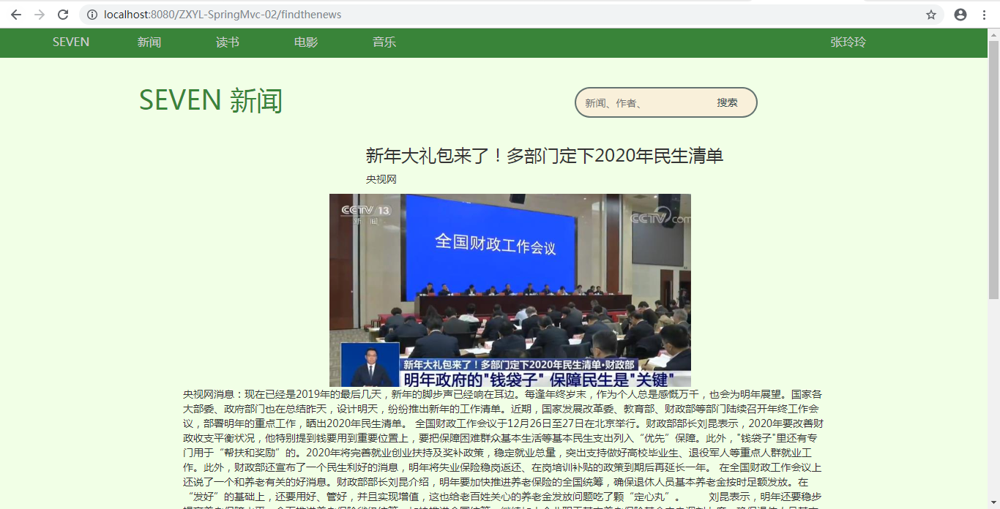 localhost:8080/ZXYL-SpringMvc-02/findthenews
SEVEN 新闻 读书 电影 音乐 张玲玲
SEVEN 新闻
新闻、作者、 搜索
新年大礼包来了！多部门定下2020年民生清单
央视网
CCTV 13
新闻
CCTV com
全国财政工作会议
新年大礼包来了！多部门定下2020年民生清单·财政部
明年政府的"钱袋子" 保障民生是"关键"
央视网消息：现在已经是2019年的最后几天，新年的脚步声已经响在耳边。每逢年终岁末，作为个人总是感慨万千，也会为明年展望。国家各
大部委、政府部门也在总结昨天，设计明天，纷纷推出新年的工作清单。近期，国家发展改革委、教育部、财政部等部门陆续召开年终工作会
议，部署明年的重点工作，晒出2020年民生清单。 全国财政工作会议于12月26日至27日在北京举行。财政部部长刘昆表示，2020年要改善财
政收支平衡状况，他特别提到钱要用到重要位置上，要把保障困难群众基本生活等基本民生支出列入“优先”保障。此外，"钱袋子"里还有专
门用于“帮扶和奖励”的。2020年将完善就业创业扶持及奖补政策，稳定就业总量，突出支持做好高校毕业生、退役军人等重点人群就业工
作。此外，财政部还宣布了一个民生利好的消息，明年将失业保险稳岗返还、在岗培训补贴的政策到期后再延长一年。 在全国财政工作会议上
还说了一个和养老有关的好消息。财政部部长刘昆介绍，明年要加快推进养老保险的全国统筹，确保退休人员基本养老金按时足额发放。在
“发好”的基础上，还要用好、管好，并且实现增值，这也给老百姓关心的养老金发放问题吃了颗“定心丸”。 刘昆表示，明年还要稳步